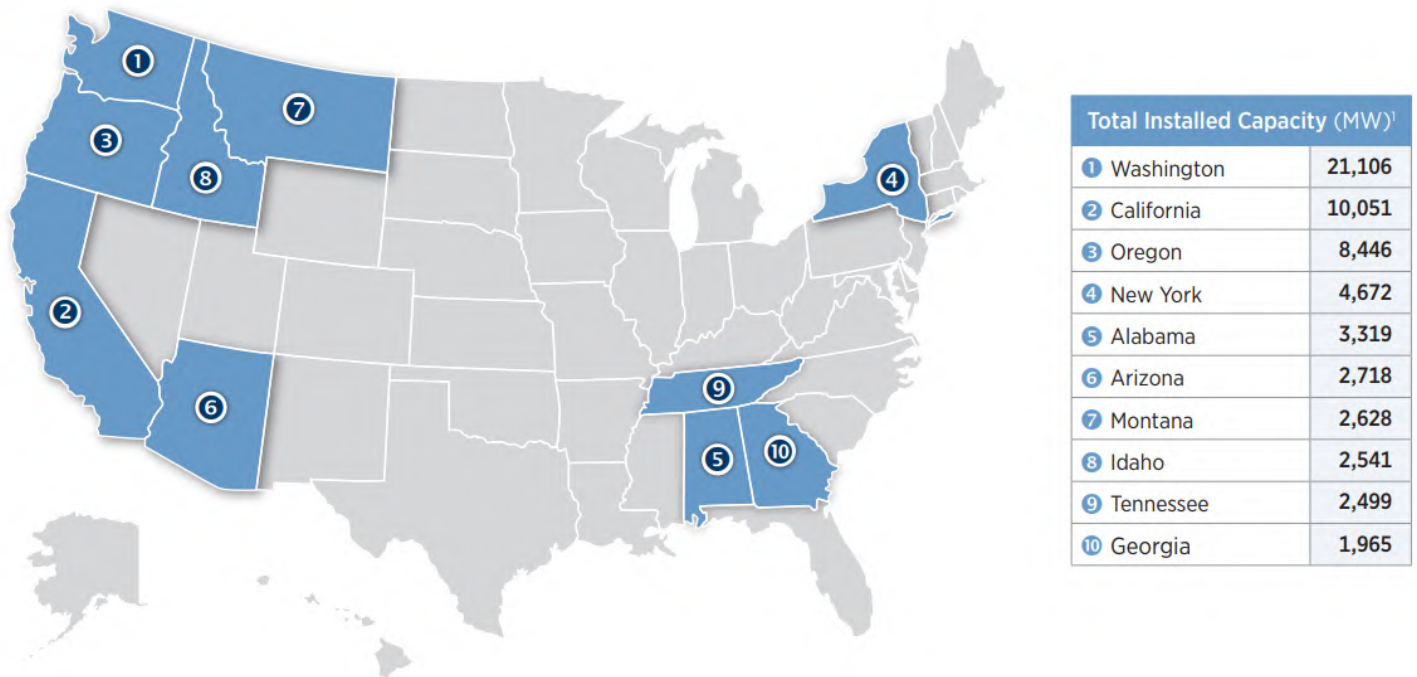 1
7
3
8
4
2
6
9
5
10
Total Installed Capacity (MW)¹
1 Washington 21,106
2 California 10,051
3 Oregon 8,446
4 New York 4,672
5 Alabama 3,319
6 Arizona 2,718
7 Montana 2,628
8 Idaho 2,541
9 Tennessee 2,499
10 Georgia 1,965